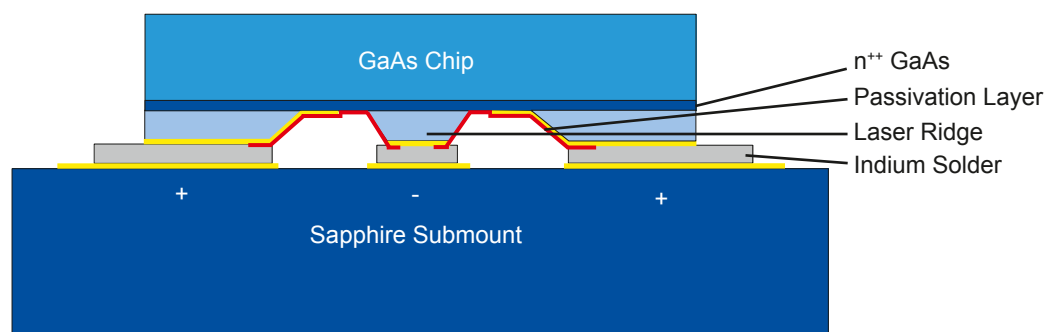 GaAs Chip
n⁺⁺ GaAs
Passivation Layer
Laser Ridge
Indium Solder
+
-
+
Sapphire Submount